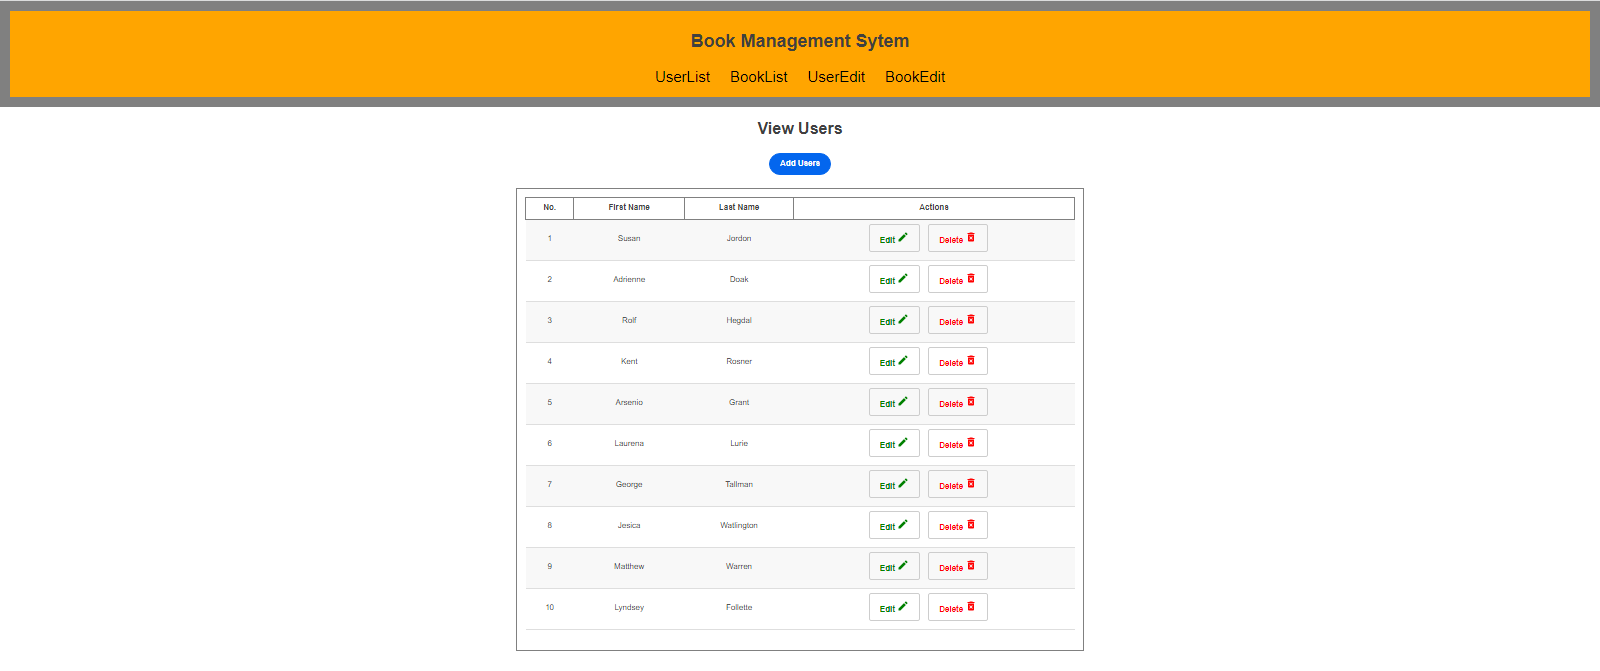 Book Management Sytem
UserList BookList UserEdit BookEdit
View Users
Add Users
No. First Name Last Name Actions
1 Susan Jordon Edit Delete
2 Adrienne Doak Edit Delete
3 Rolf Hegdal Edit Delete
4 Kent Rosner Edit Delete
5 Arsenio Grant Edit Delete
6 Laurena Lurie Edit Delete
7 George Tallman Edit Delete
8 Jesica Watlington Edit Delete
9 Matthew Warren Edit Delete
10 Lyndsey Follette Edit Delete